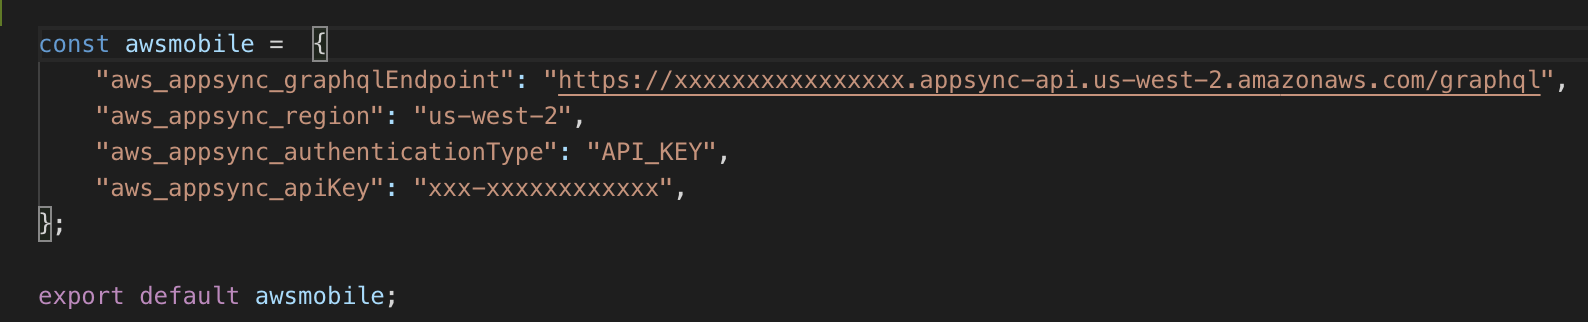 const awsmobile =  {
    "aws_appsync_graphqlEndpoint": "https://xxxxxxxxxxxxxxxx.appsync-api.us-west-2.amazonaws.com/graphql",
    "aws_appsync_region": "us-west-2",
    "aws_appsync_authenticationType": "API_KEY",
    "aws_appsync_apiKey": "xxx-xxxxxxxxxxxx",
};
export default awsmobile;